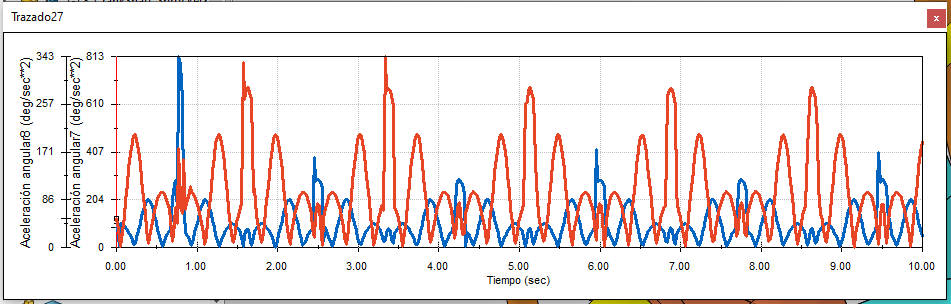 Trazado27
x
Aceleración angular8 (deg/sec**2)
343
257
171
86
0
Aceleración angular7 (deg/sec**2)
813
610
407
204
0
0.00 1.00 2.00 3.00 4.00 5.00 6.00 7.00 8.00 9.00 10.00
Tiempo (sec)